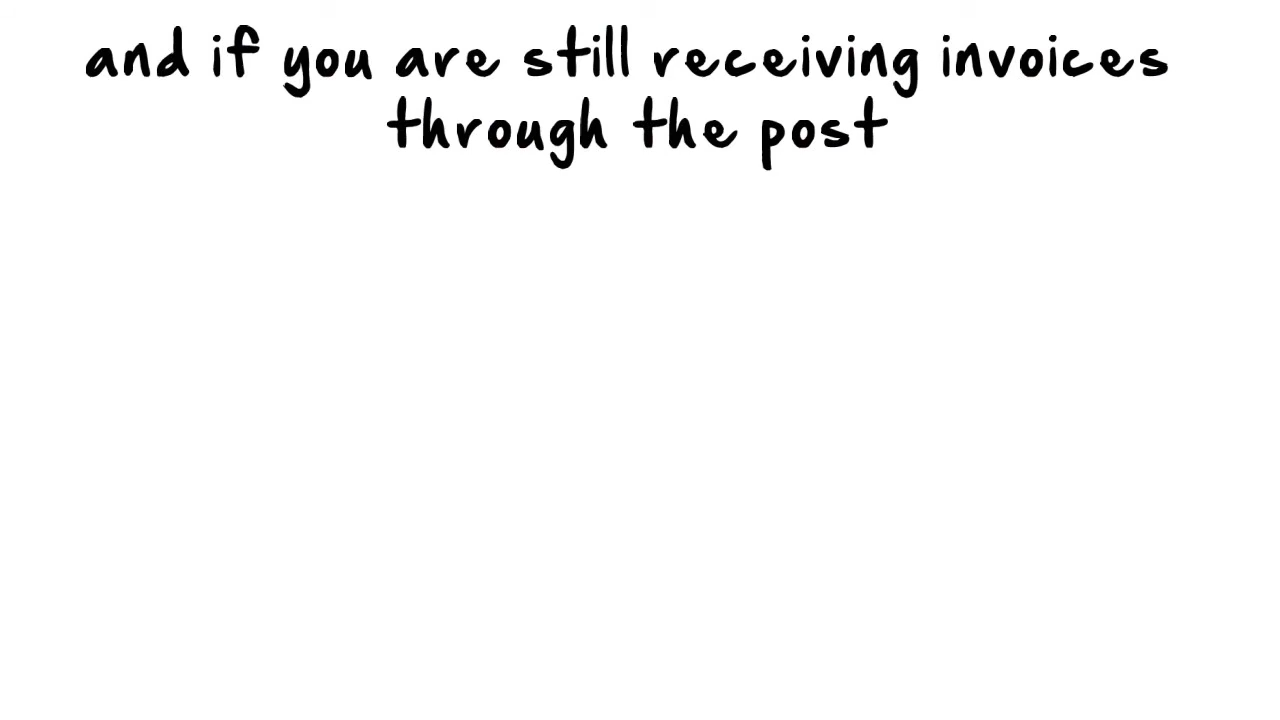 and if you are still receiving invoices
through the post